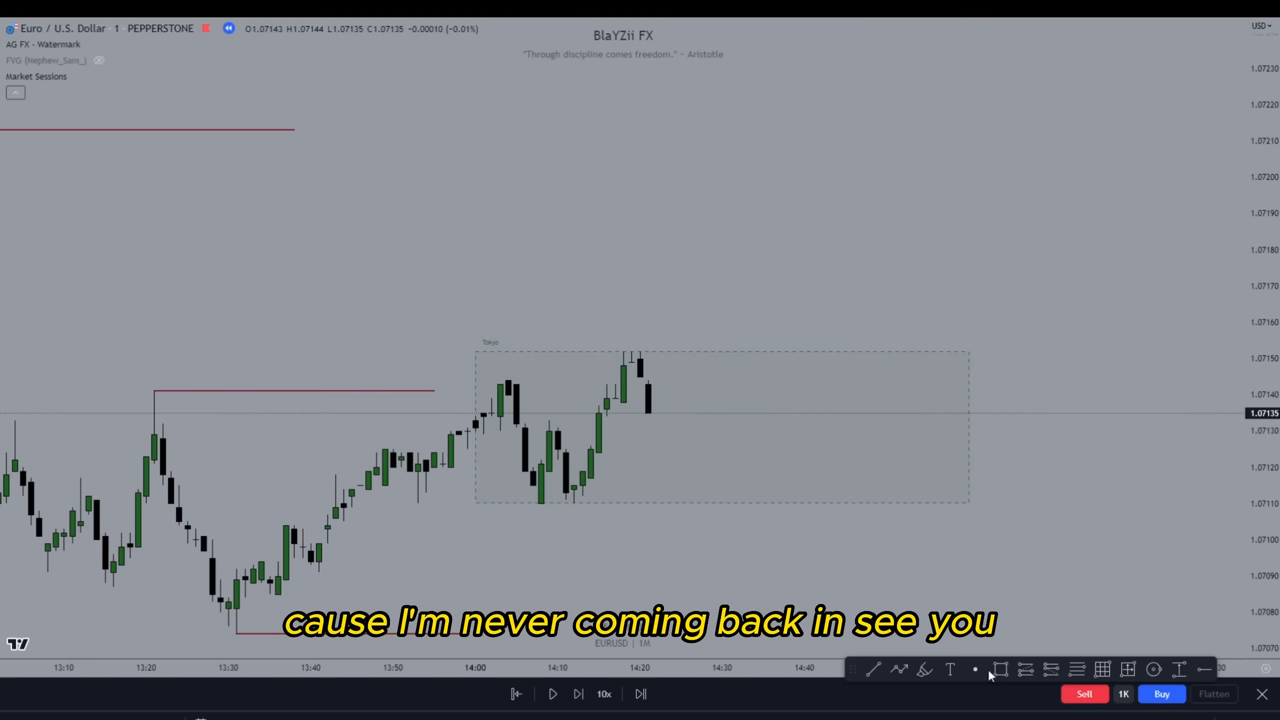 Euro / U.S. Dollar · 1 · PEPPERSTONE O1.07143 H1.07144 L1.07135 C1.07135 -0.00010 (-0.01%)
BlaYZii FX
USD
AG FX - Watermark
"Through discipline comes freedom." - Aristotle
FVG (Nephew_Sam_)
Market Sessions
1.07230
1.07220
1.07210
1.07200
1.07190
1.07180
1.07170
1.07160
Tokyo
1.07150
1.07140
1.07135
1.07130
1.07120
1.07110
1.07100
1.07090
1.07080
cause I'm never coming back in see you
EURUSD | 1M
1.07070
13:10 13:20 13:30 13:40 13:50 14:00 14:10 14:20 14:30 14:40
T
10x
Sell 1K Buy Flatten